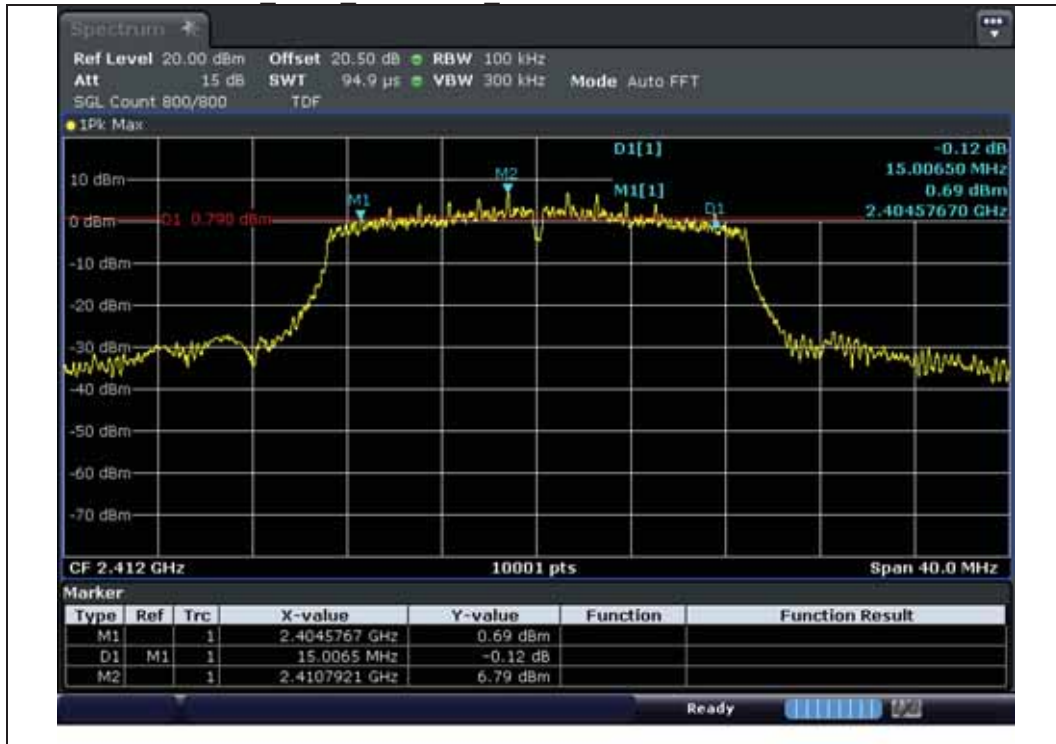 Spectrum
Ref Level 20.00 dBm Offset 20.50 dB RBW 100 kHz
Att 15 dB SWT 94.9 µs VBW 300 kHz Mode Auto FFT
SGL Count 800/800 TDF
1Pk Max
D1[1] -0.12 dB
15.00650 MHz
M1[1] 0.69 dBm
2.40457670 GHz
M2
M1
D1
10 dBm
0 dBm
D1 0.790 dBm
-10 dBm
-20 dBm
-30 dBm
-40 dBm
-50 dBm
-60 dBm
-70 dBm
CF 2.412 GHz 10001 pts Span 40.0 MHz
Marker
Type Ref Trc X-value Y-value Function Function Result
M1 1 2.4045767 GHz 0.69 dBm
D1 M1 1 15.0065 MHz -0.12 dB
M2 1 2.4107921 GHz 6.79 dBm
Ready